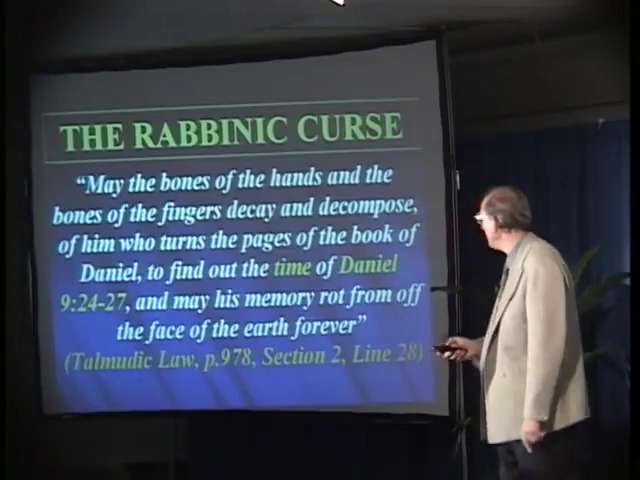 THE RABBINIC CURSE
“May the bones of the hands and the
bones of the fingers decay and decompose,
of him who turns the pages of the book of
Daniel, to find out the time of Daniel
9:24-27, and may his memory rot from off
the face of the earth forever”
(Talmudic Law, p.978, Section 2, Line 28)